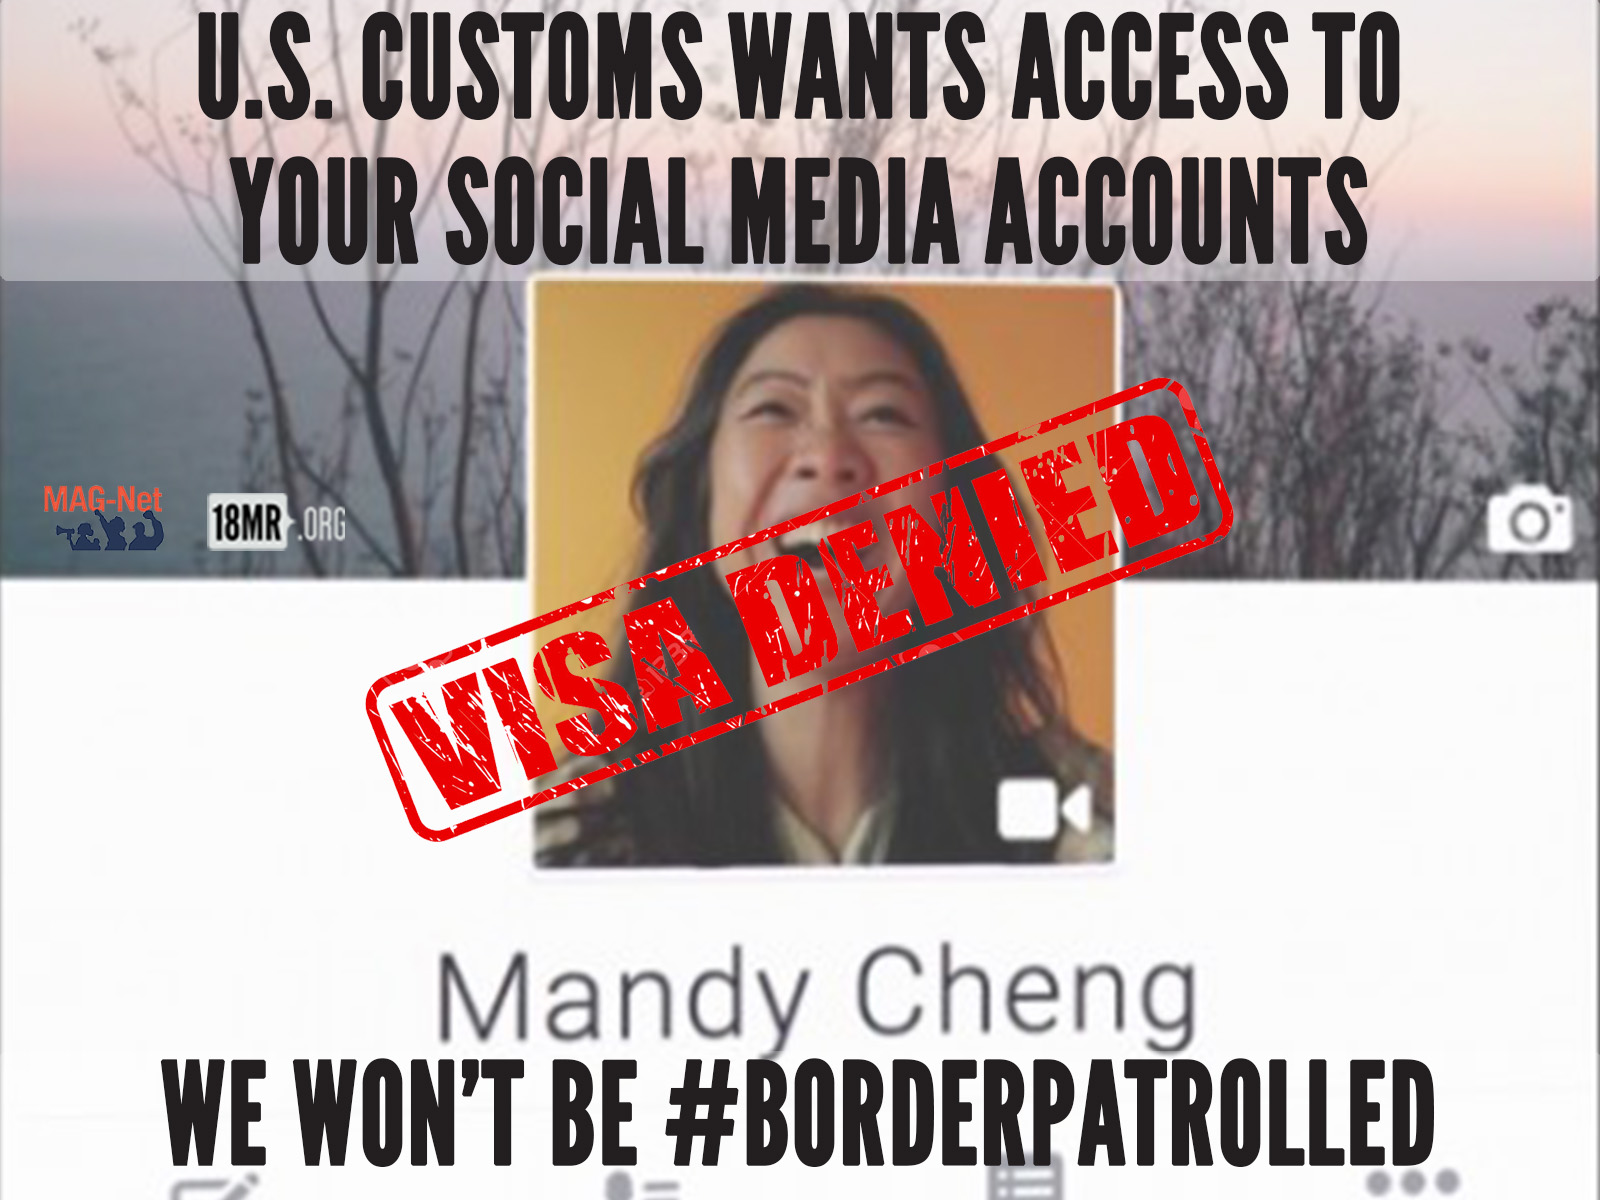 U.S. CUSTOMS WANTS ACCESS TO
YOUR SOCIAL MEDIA ACCOUNTS
MAG-Net
18MR.ORG
VISA DENIED
Mandy Cheng
WE WON'T BE #BORDERPATROLLED